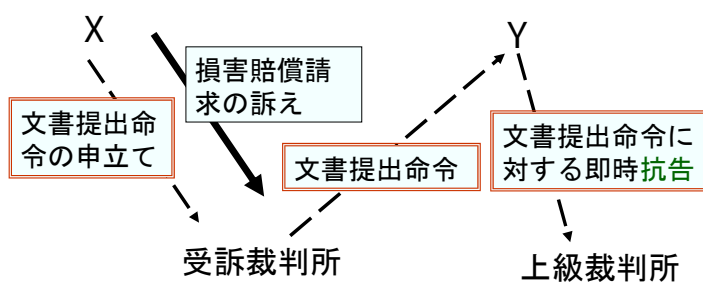 X
Y
損害賠償請
求の訴え
文書提出命
令の申立て
文書提出命令
文書提出命令に
対する即時抗告
受訴裁判所
上級裁判所